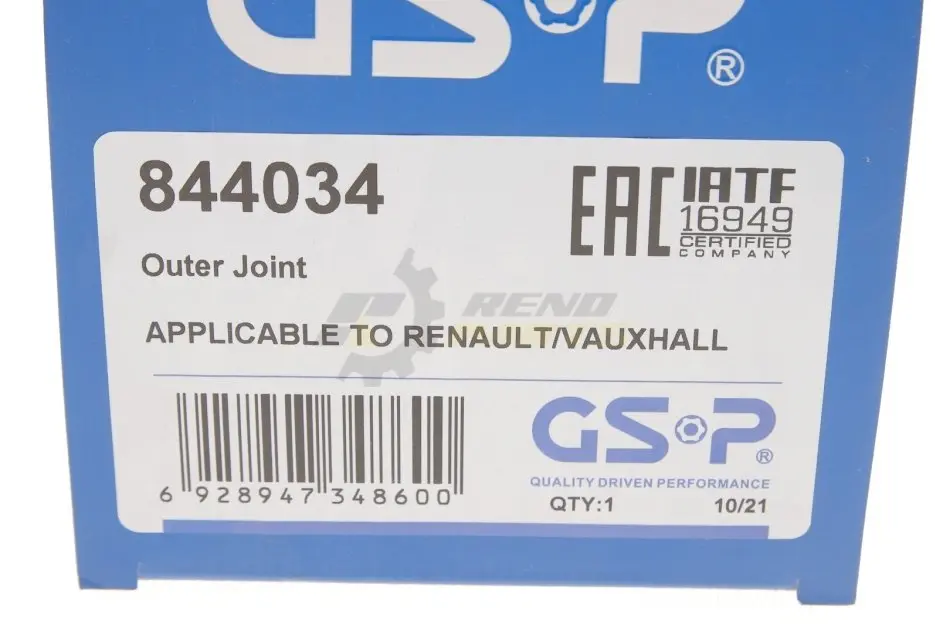 GSP®
844034
EAC
IATF
16949
CERTIFIED
COMPANY
Outer Joint
RENO
APPLICABLE TO RENAULT/VAUXHALL
6 928947 348600
GSP®
QUALITY DRIVEN PERFORMANCE
QTY:1 10/21